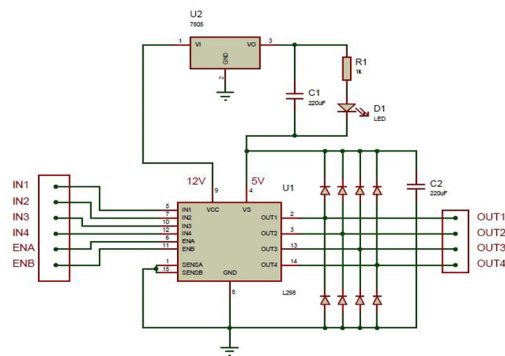 U2
7805
1
VI
VO
3
GND
2
R1
1k
C1
220uF
D1
LED
12V
5V
9
4
U1
C2
220uF
IN1
IN2
IN3
IN4
ENA
ENB
5
7
10
12
6
11
1
15
IN1
IN2
IN3
IN4
ENA
ENB
SENSA
SENSB
VCC
VS
OUT1
OUT2
OUT3
OUT4
GND
8
2
3
13
14
L298
OUT1
OUT2
OUT3
OUT4